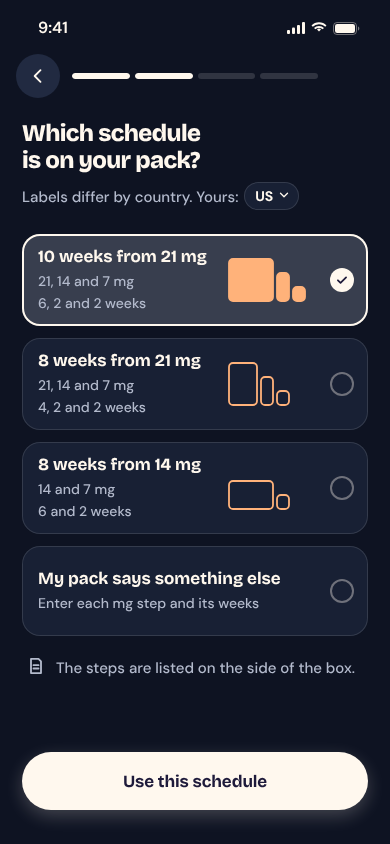 9:41
Which schedule
is on your pack?
Labels differ by country. Yours: US
10 weeks from 21 mg
21, 14 and 7 mg
6, 2 and 2 weeks
8 weeks from 21 mg
21, 14 and 7 mg
4, 2 and 2 weeks
8 weeks from 14 mg
14 and 7 mg
6 and 2 weeks
My pack says something else
Enter each mg step and its weeks
The steps are listed on the side of the box.
Use this schedule